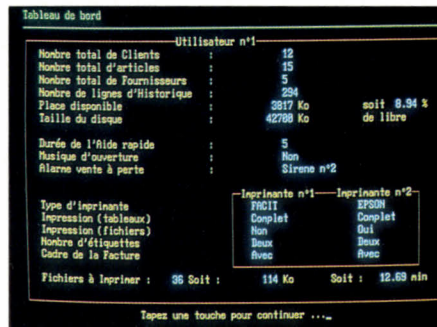 Tableau de bord
Utilisateur n°1
Nombre total de Clients : 12
Nombre total d'articles : 15
Nombre total de Fournisseurs : 5
Nombre de lignes d'Historique : 294
Place disponible : 3817 Ko soit 8.94 %
Taille du disque : 42708 Ko de libre
Durée de l'Aide rapide : 5
Musique d'ouverture : Non
Alarme vente à perte : Sirene n°2
Imprimante n°1 Imprimante n°2
Type d'imprimante FACIT EPSON
Impression (tableaux) Complet Complet
Impression (fichiers) Non Oui
Nombre d'étiquettes Deux Deux
Cadre de la Facture Avec Avec
Fichiers à Imprimer : 36 Soit : 114 Ko Soit : 12.69 min
Tapez une touche pour continuer ..._